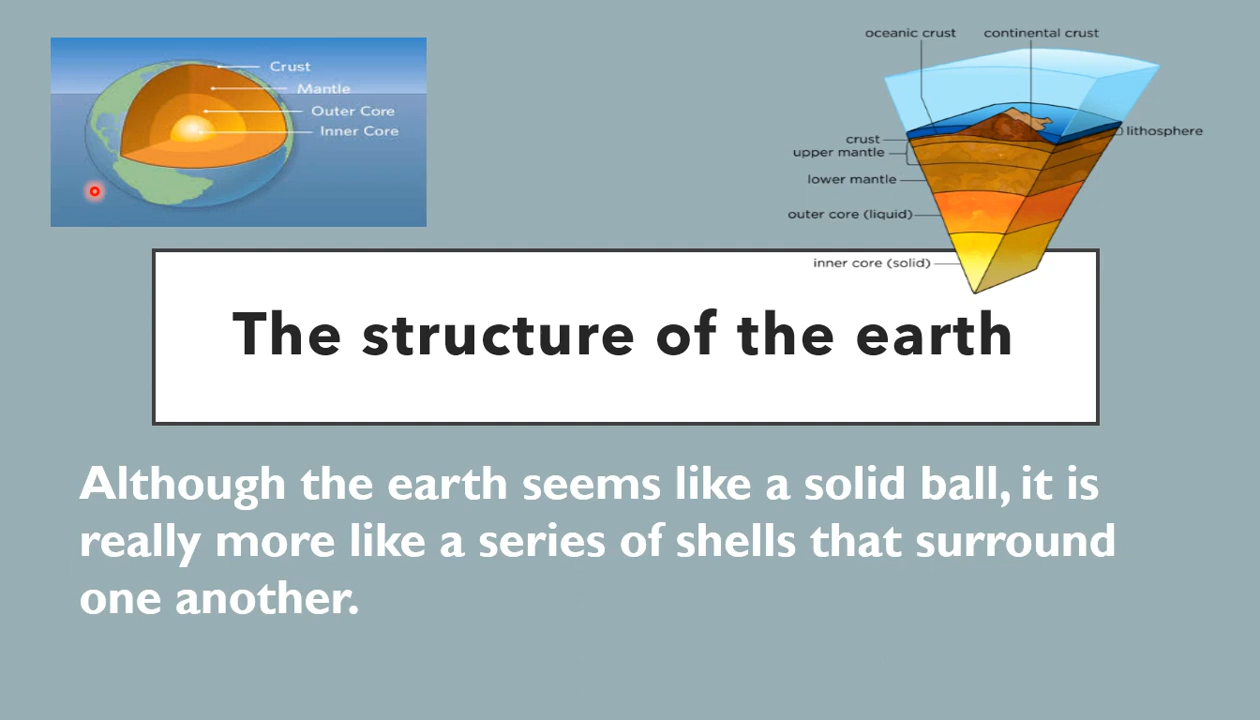 Crust
Mantle
Outer Core
Inner Core
oceanic crust
continental crust
crust
upper mantle
lower mantle
outer core (liquid)
inner core (solid)
lithosphere
The structure of the earth
Although the earth seems like a solid ball, it is
really more like a series of shells that surround
one another.